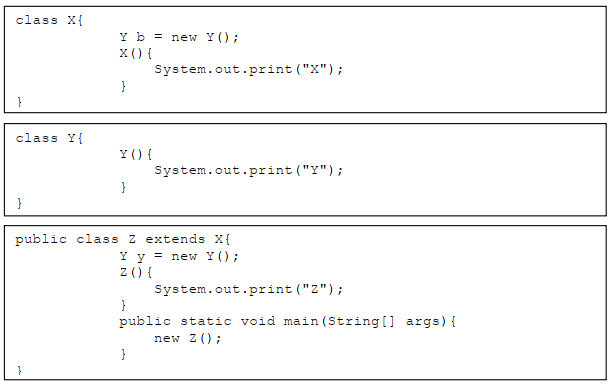 class X{
Y b = new Y();
X(){
System.out.print("X");
}
}
class Y{
Y(){
System.out.print("Y");
}
}
public class Z extends X{
Y y = new Y();
Z(){
System.out.print("Z");
}
public static void main(String[] args){
new Z();
}
}